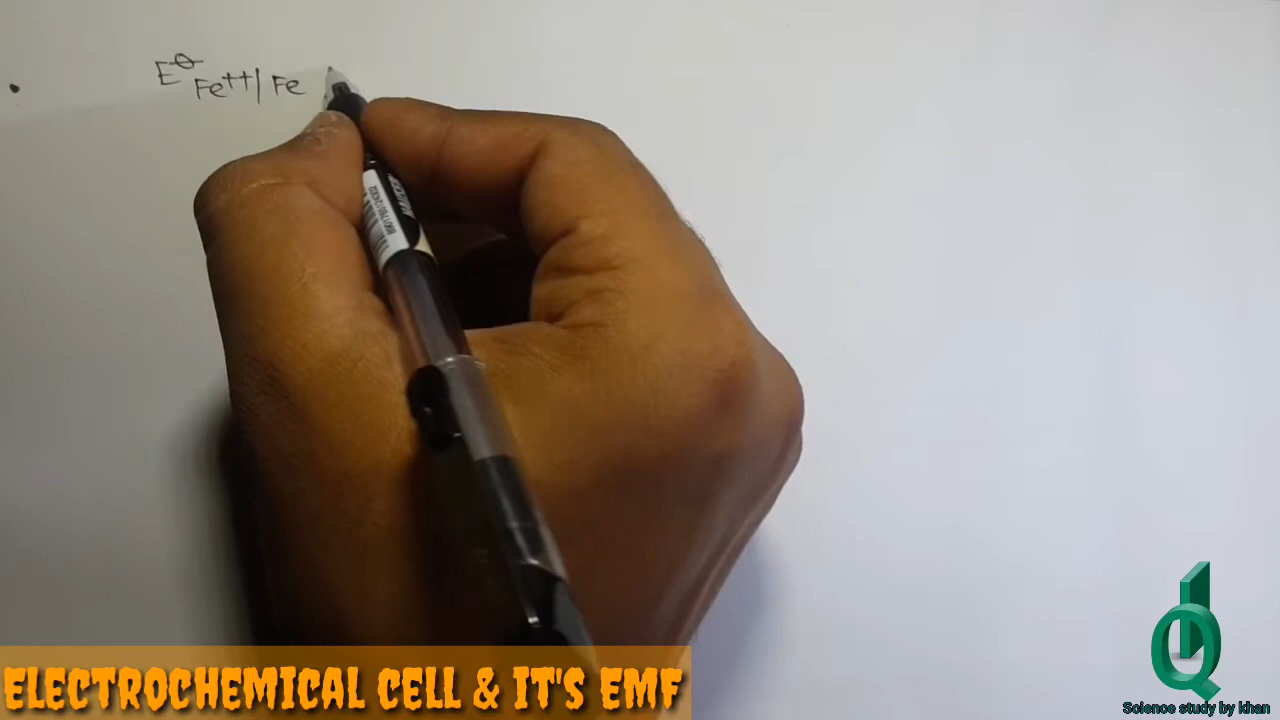 E⊖ Fe++/Fe
ELECTROCHEMICAL CELL & IT'S EMF
Science study by khan